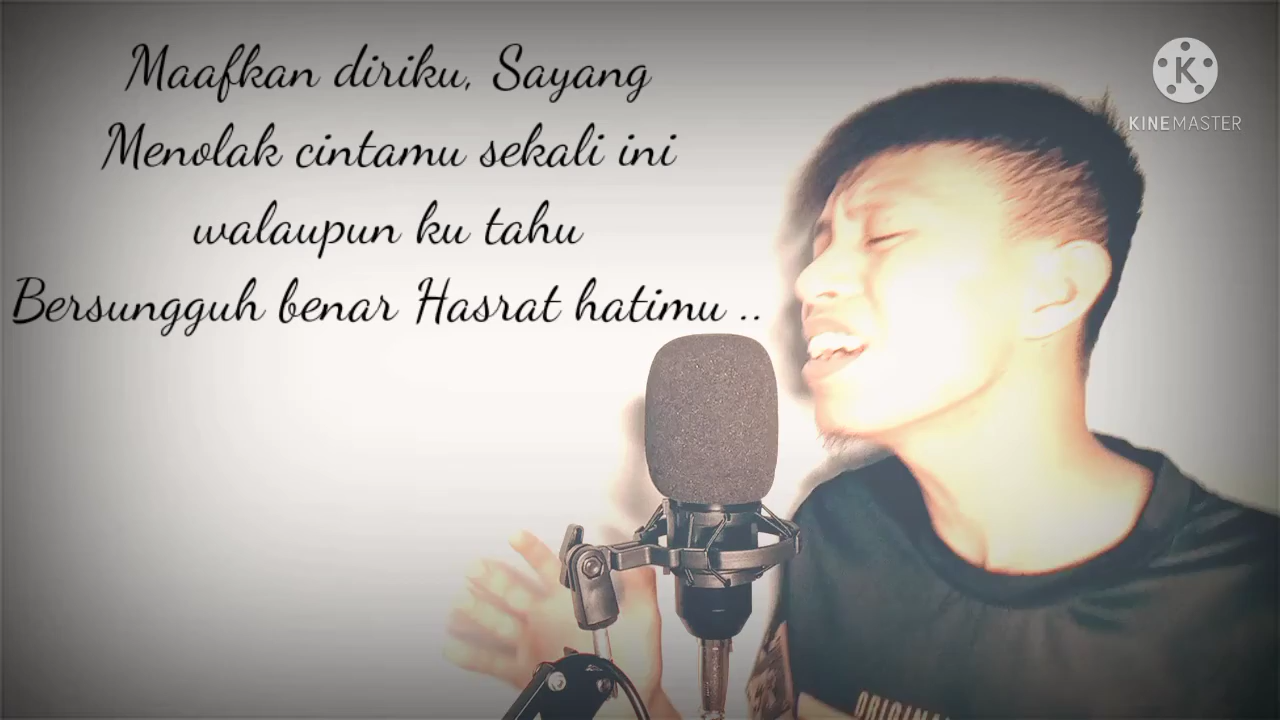 Maafkan diriku, Sayang
Menolak cintamu sekali ini
walaupun ku tahu
Bersungguh benar Hasrat hatimu ..
K
KINEMASTER